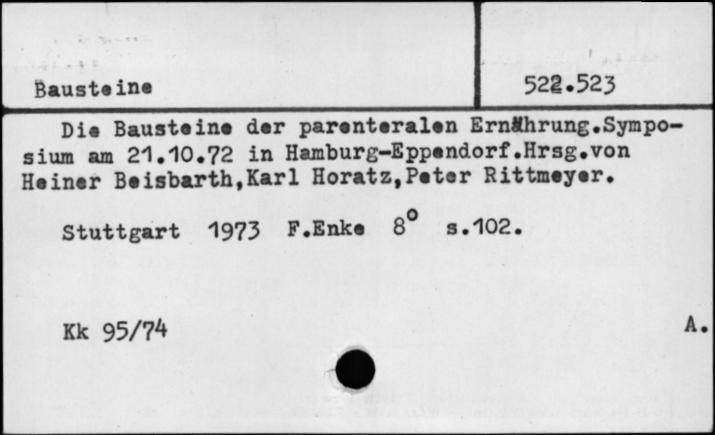 Bausteine
522.523
Die Bausteine der parenteralen Ernährung.Sympo-
sium am 21.10.72 in Hamburg-Eppendorf.Hrsg.von
Heiner Beisbarth,Karl Horatz,Peter Rittmeyer.
Stuttgart 1973 F.Enke 8° s.102.
Kk 95/74
A.